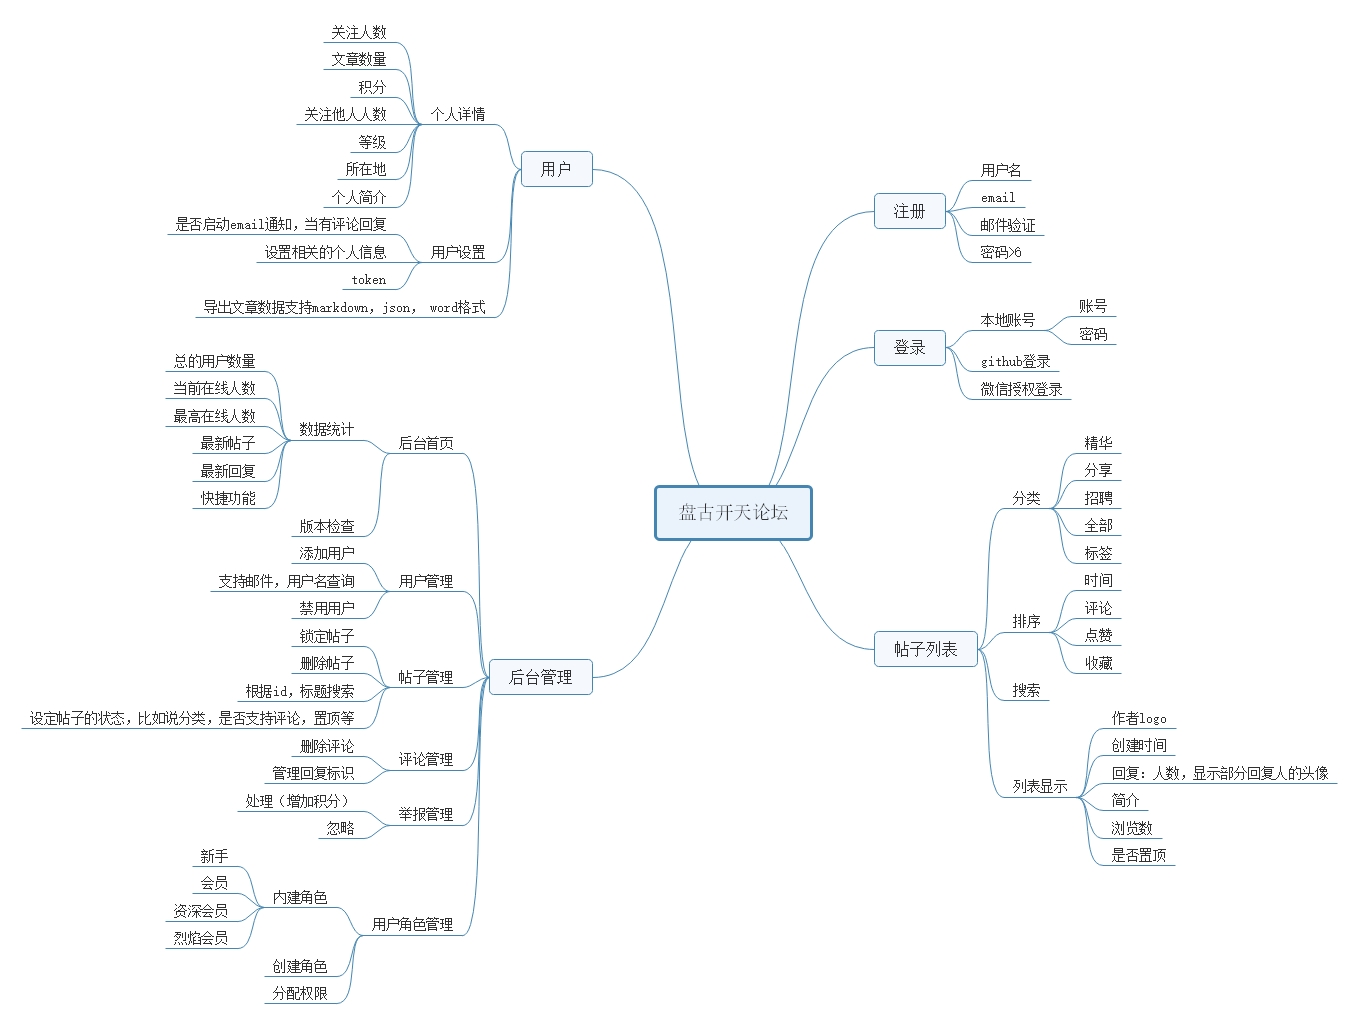 盘古开天论坛
注册
用户名
email
邮件验证
密码>6
登录
本地账号
账号
密码
github登录
微信授权登录
帖子列表
分类
精华
分享
招聘
全部
标签
排序
时间
评论
点赞
收藏
搜索
列表显示
作者logo
创建时间
回复：人数，显示部分回复人的头像
简介
浏览数
是否置顶
用户
个人详情
关注人数
文章数量
积分
关注他人人数
等级
所在地
个人简介
用户设置
是否启动email通知，当有评论回复
设置相关的个人信息
token
导出文章数据支持markdown，json， word格式
后台管理
后台首页
数据统计
总的用户数量
当前在线人数
最高在线人数
最新帖子
最新回复
快捷功能
版本检查
用户管理
添加用户
支持邮件，用户名查询
禁用用户
帖子管理
锁定帖子
删除帖子
根据id，标题搜索
设定帖子的状态，比如说分类，是否支持评论，置顶等
评论管理
删除评论
管理回复标识
举报管理
处理（增加积分）
忽略
用户角色管理
内建角色
新手
会员
资深会员
烈焰会员
创建角色
分配权限